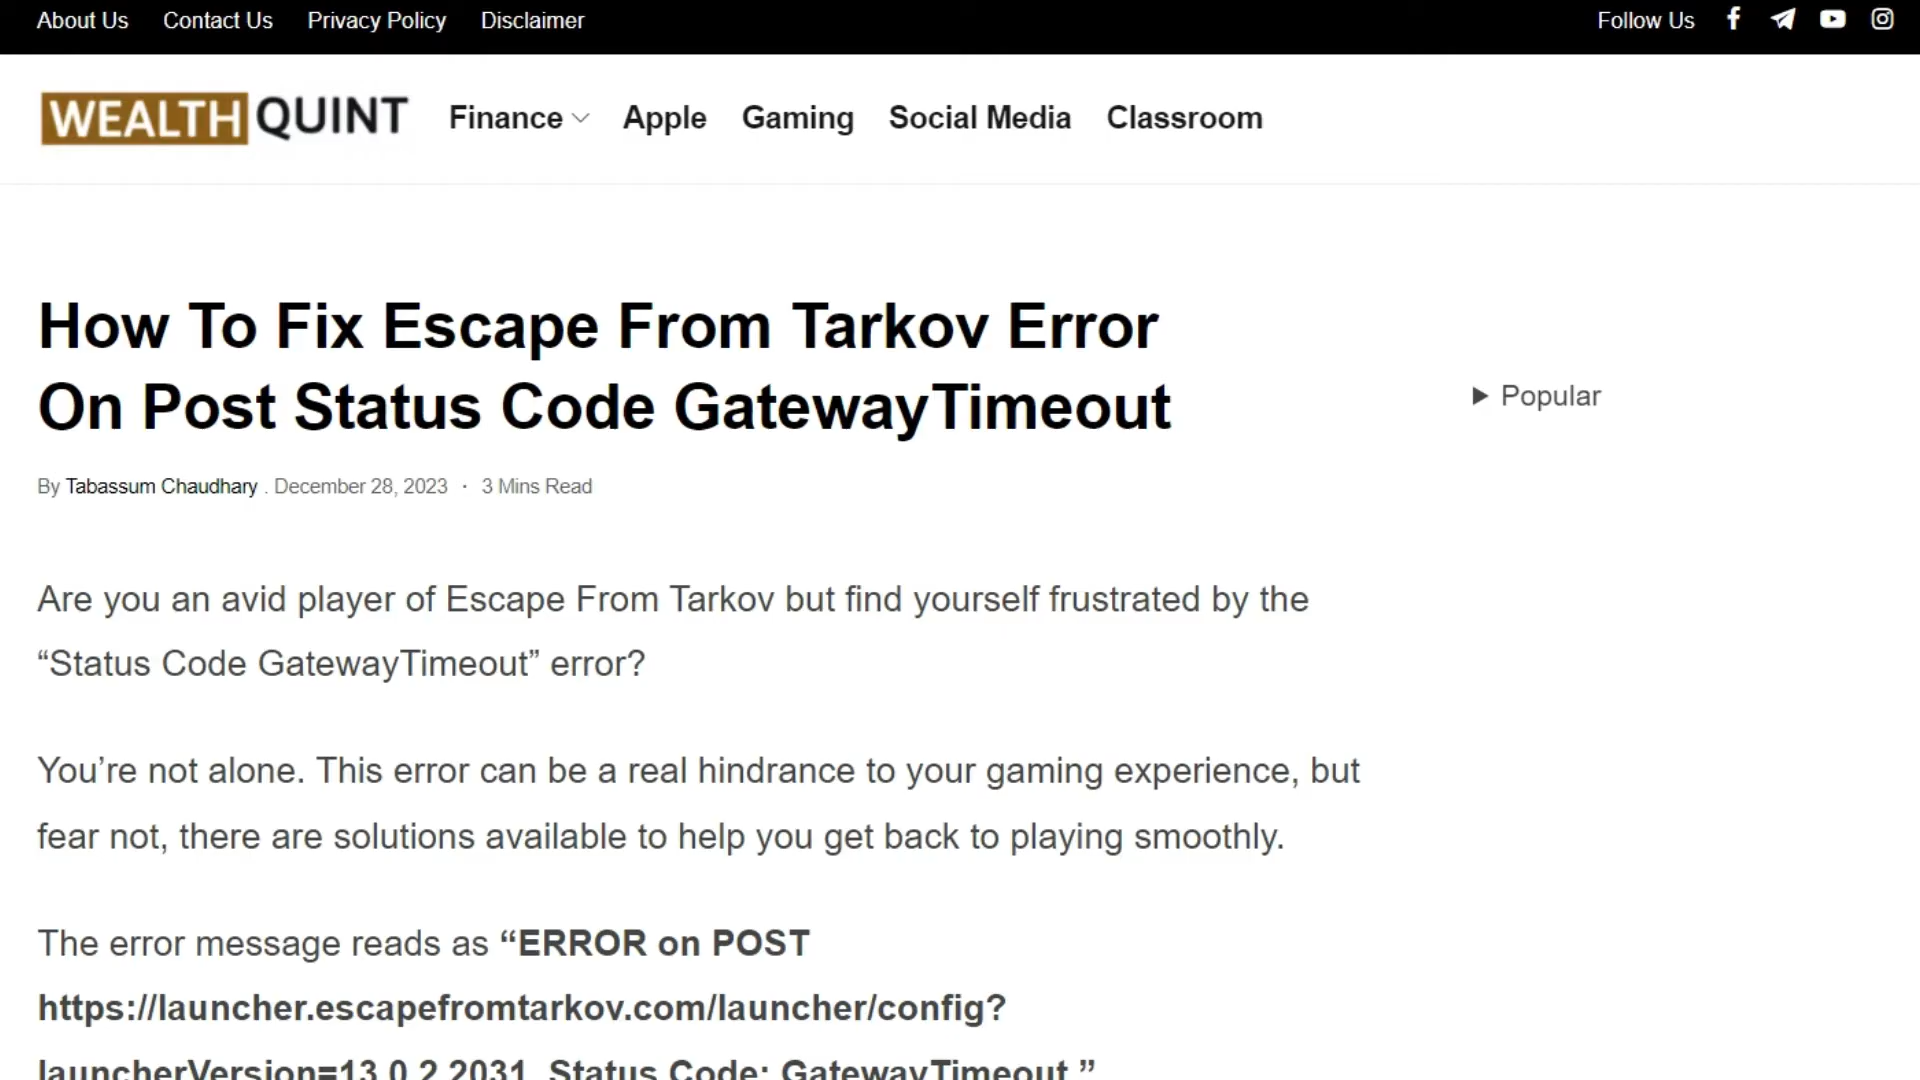 About Us Contact Us Privacy Policy Disclaimer Follow Us
WEALTH QUINT Finance Apple Gaming Social Media Classroom
How To Fix Escape From Tarkov Error
On Post Status Code GatewayTimeout
Popular
By Tabassum Chaudhary . December 28, 2023 · 3 Mins Read
Are you an avid player of Escape From Tarkov but find yourself frustrated by the
“Status Code GatewayTimeout” error?
You’re not alone. This error can be a real hindrance to your gaming experience, but
fear not, there are solutions available to help you get back to playing smoothly.
The error message reads as “ERROR on POST
https://launcher.escapefromtarkov.com/launcher/config?
launcherVersion=13.0.2.2031, Status Code: GatewayTimeout.”